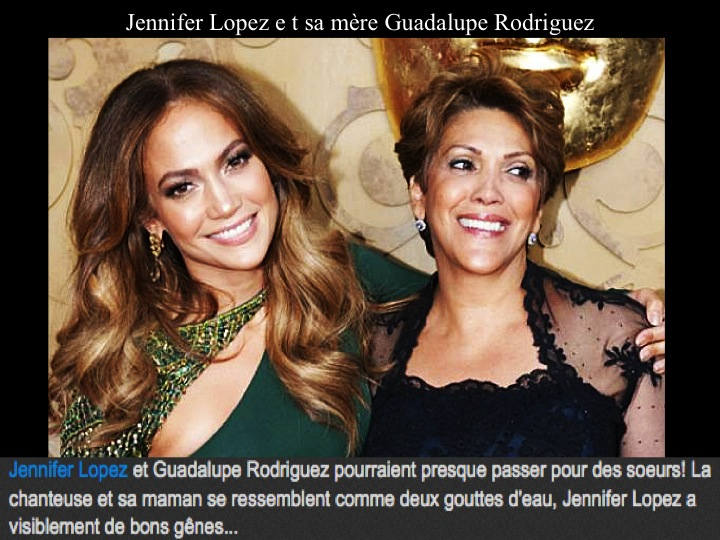 Jennifer Lopez e t sa mère Guadalupe Rodriguez
Jennifer Lopez et Guadalupe Rodriguez pourraient presque passer pour des soeurs! La
chanteuse et sa maman se ressemblent comme deux gouttes d'eau, Jennifer Lopez a
visiblement de bons gênes...